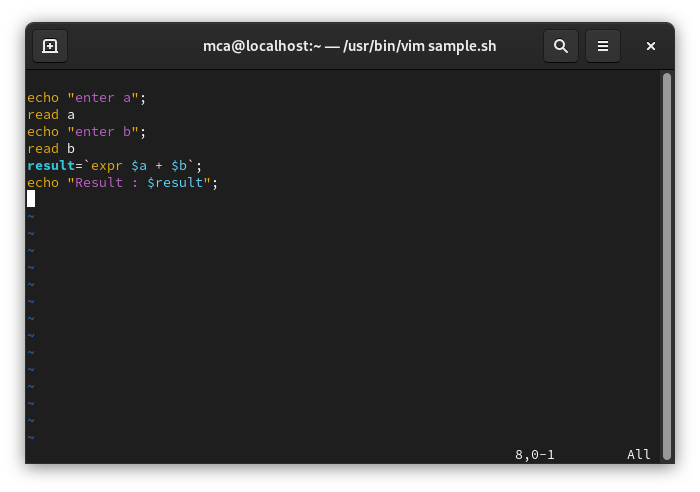 mca@localhost:~ — /usr/bin/vim sample.sh
echo "enter a";
read a
echo "enter b";
read b
result=`expr $a + $b`;
echo "Result : $result";
~
~
~
~
~
~
~
~
~
~
~
~
~
~
8,0-1 All